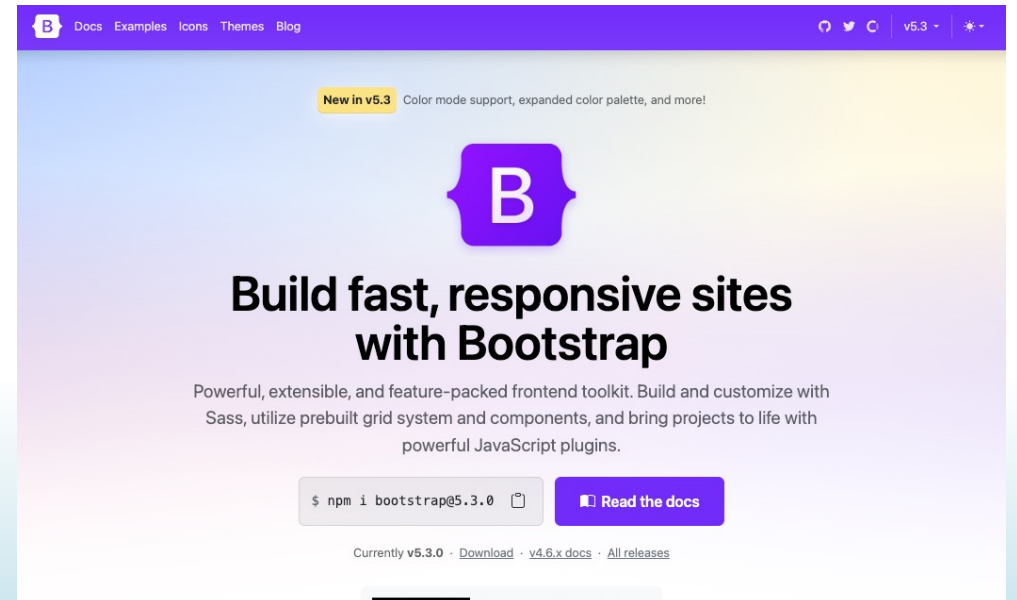 B Docs Examples Icons Themes Blog v5.3
New in v5.3 Color mode support, expanded color palette, and more!
B
Build fast, responsive sites
with Bootstrap
Powerful, extensible, and feature-packed frontend toolkit. Build and customize with
Sass, utilize prebuilt grid system and components, and bring projects to life with
powerful JavaScript plugins.
$ npm i bootstrap@5.3.0 Read the docs
Currently v5.3.0 · Download · v4.6.x docs · All releases